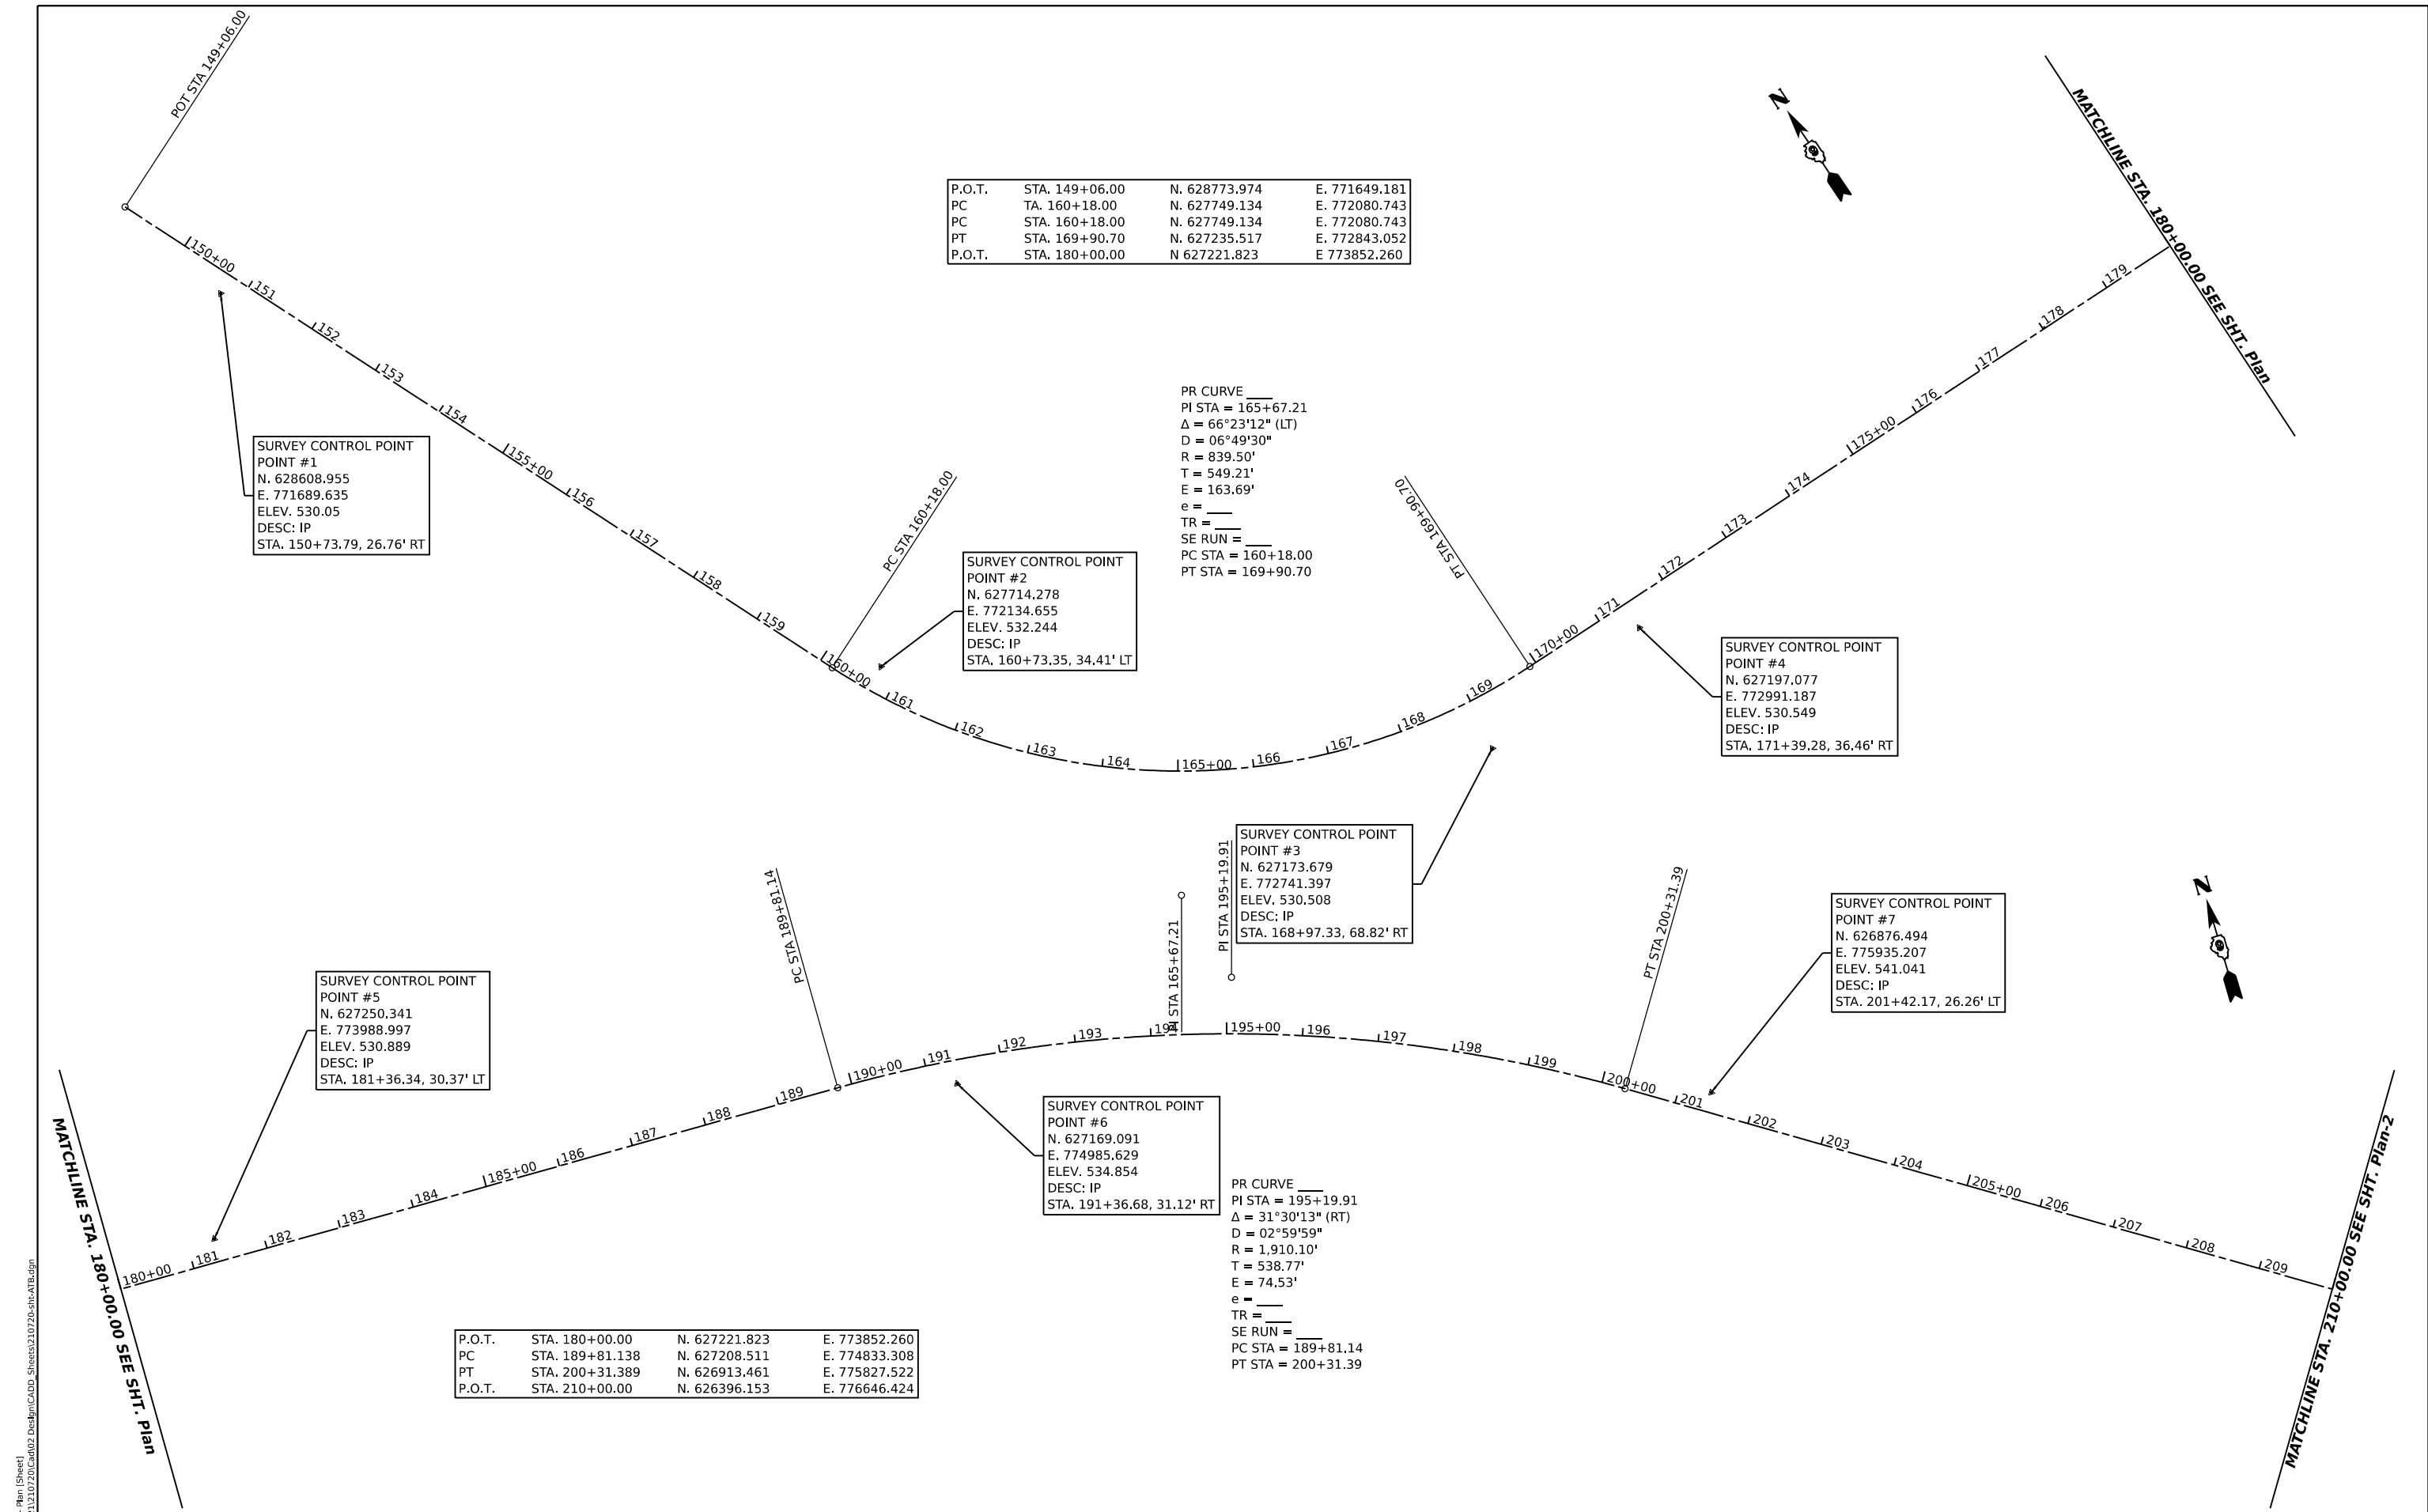 POT STA 149+06.00
N
MATCHLINE STA. 180+00.00 SEE SHT. Plan
P.O.T. STA. 149+06.00 N. 628773.974 E. 771649.181
PC TA. 160+18.00 N. 627749.134 E. 772080.743
PC STA. 160+18.00 N. 627749.134 E. 772080.743
PT STA. 169+90.70 N. 627235.517 E. 772843.052
P.O.T. STA. 180+00.00 N 627221.823 E 773852.260
150+00
151
152
153
154
155+00
156
157
158
159
160+00
161
162
163
164
165+00
166
167
168
169
170+00
171
172
173
174
175+00
176
177
178
179
SURVEY CONTROL POINT
POINT #1
N. 628608.955
E. 771689.635
ELEV. 530.05
DESC: IP
STA. 150+73.79, 26.76' RT
PC STA 160+18.00
SURVEY CONTROL POINT
POINT #2
N. 627714.278
E. 772134.655
ELEV. 532.244
DESC: IP
STA. 160+73.35, 34.41' LT
PR CURVE ____
PI STA = 165+67.21
Δ = 66°23'12" (LT)
D = 06°49'30"
R = 839.50'
T = 549.21'
E = 163.69'
e = ____
TR = ____
SE RUN = ____
PC STA = 160+18.00
PT STA = 169+90.70
PT STA 169+90.70
SURVEY CONTROL POINT
POINT #4
N. 627197.077
E. 772991.187
ELEV. 530.549
DESC: IP
STA. 171+39.28, 36.46' RT
SURVEY CONTROL POINT
POINT #3
N. 627173.679
E. 772741.397
ELEV. 530.508
DESC: IP
STA. 168+97.33, 68.82' RT
PC STA 189+81.14
PI STA 165+67.21
PI STA 195+19.91
PT STA 200+31.39
SURVEY CONTROL POINT
POINT #7
N. 626876.494
E. 775935.207
ELEV. 541.041
DESC: IP
STA. 201+42.17, 26.26' LT
N
SURVEY CONTROL POINT
POINT #5
N. 627250.341
E. 773988.997
ELEV. 530.889
DESC: IP
STA. 181+36.34, 30.37' LT
MATCHLINE STA. 180+00.00 SEE SHT. Plan
180+00
181
182
183
184
185+00
186
187
188
189
190+00
191
192
193
194
195+00
196
197
198
199
200+00
201
202
203
204
205+00
206
207
208
209
SURVEY CONTROL POINT
POINT #6
N. 627169.091
E. 774985.629
ELEV. 534.854
DESC: IP
STA. 191+36.68, 31.12' RT
PR CURVE ____
PI STA = 195+19.91
Δ = 31°30'13" (RT)
D = 02°59'59"
R = 1,910.10'
T = 538.77'
E = 74.53'
e = ____
TR = ____
SE RUN = ____
PC STA = 189+81.14
PT STA = 200+31.39
MATCHLINE STA. 210+00.00 SEE SHT. Plan-2
P.O.T. STA. 180+00.00 N. 627221.823 E. 773852.260
PC STA. 189+81.138 N. 627208.511 E. 774833.308
PT STA. 200+31.389 N. 626913.461 E. 775827.522
P.O.T. STA. 210+00.00 N. 626396.153 E. 776646.424
Plan [Sheet]
\210720\Cad\02 Design\CADD_Sheets\210720-sht-ATB.dgn